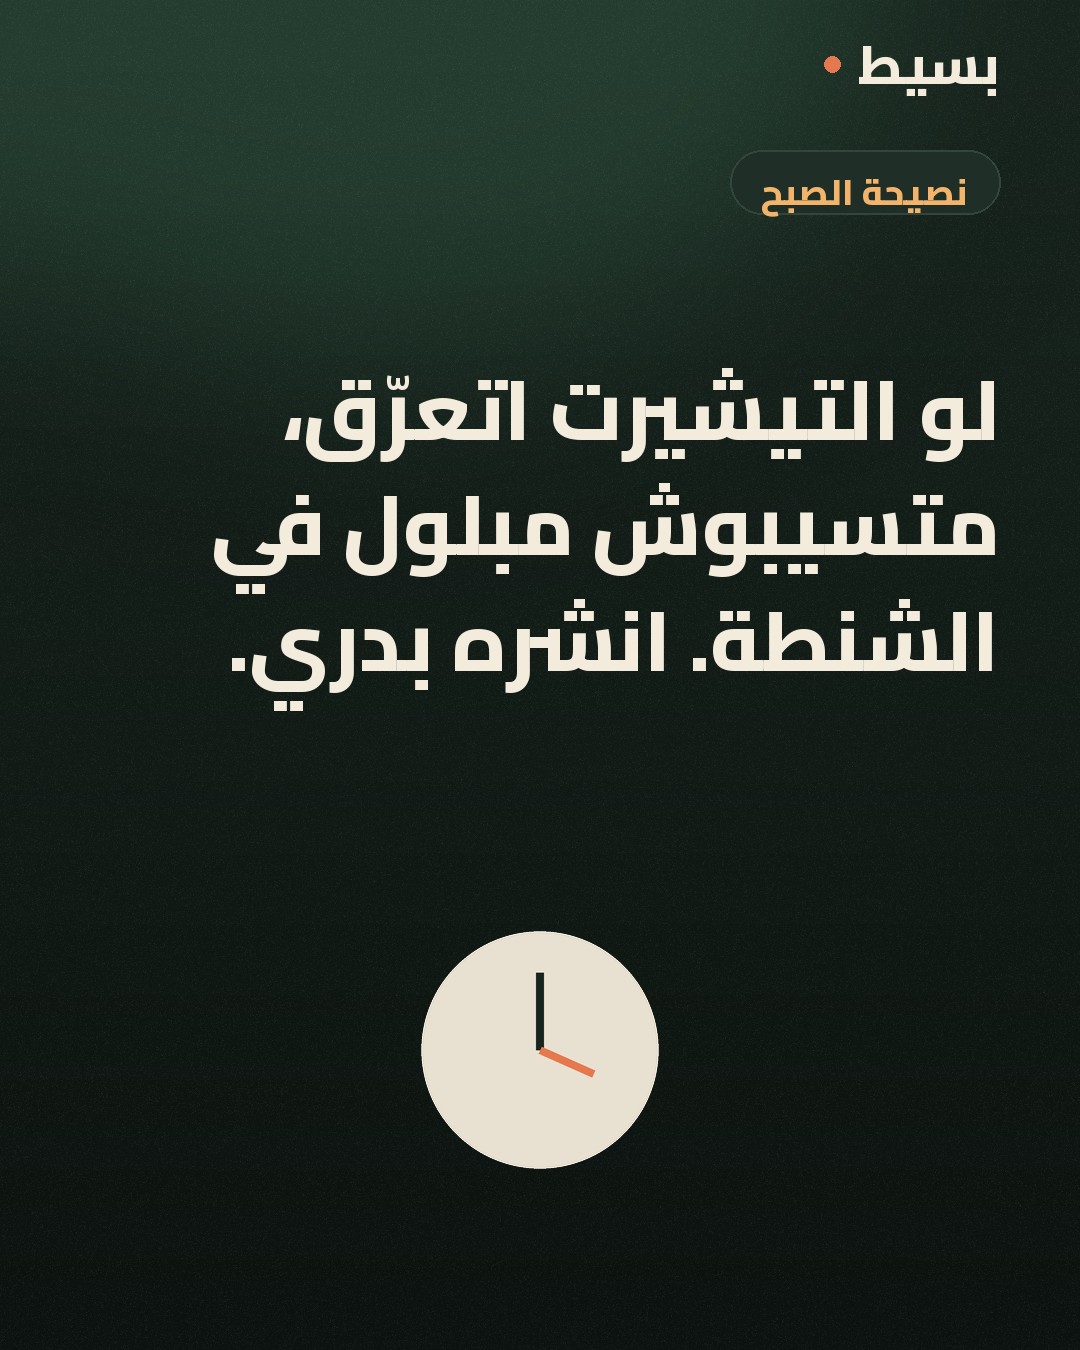 بسيط
نصيحة الصبح
لو التيشيرت اتعرّق،
متسيبوش مبلول في
الشنطة. انشره بدري.